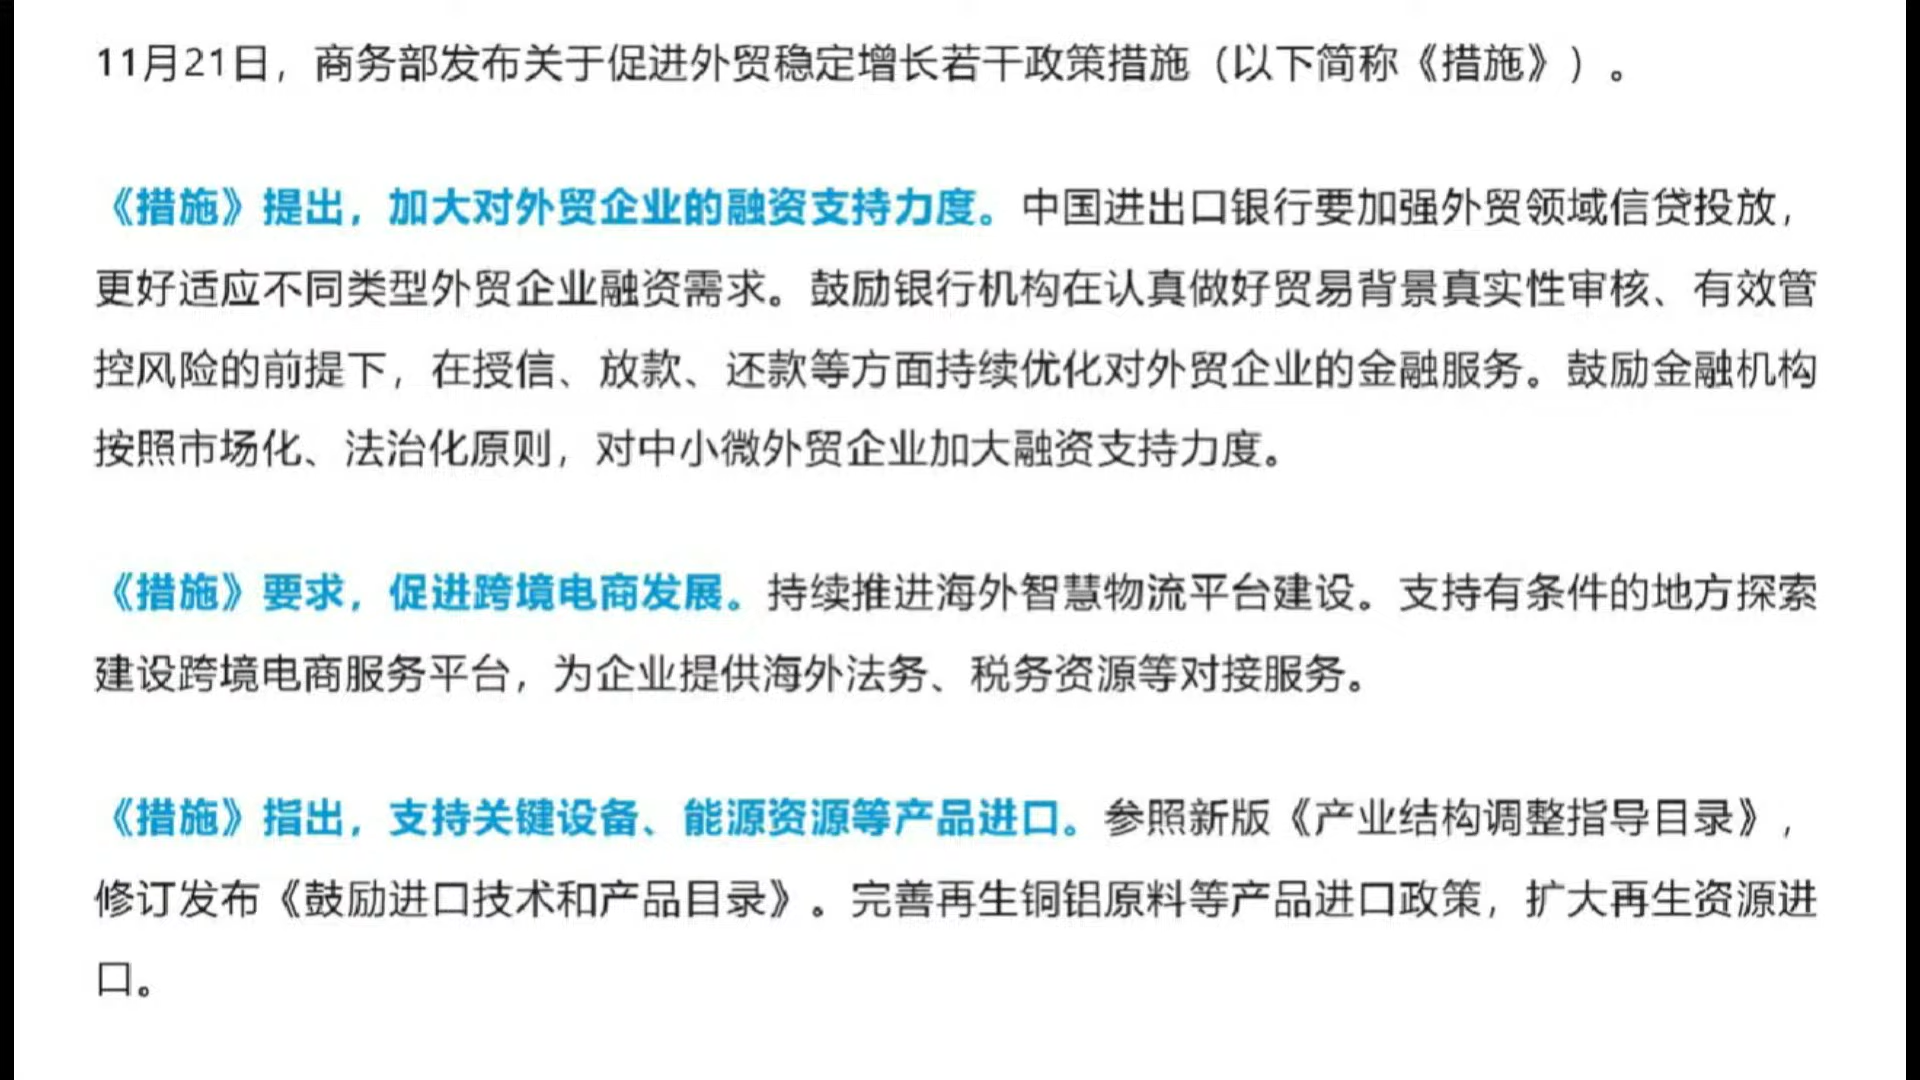 11月21日，商务部发布关于促进外贸稳定增长若干政策措施（以下简称《措施》）。
《措施》提出，加大对外贸企业的融资支持力度。中国进出口银行要加强外贸领域信贷投放，
更好适应不同类型外贸企业融资需求。鼓励银行机构在认真做好贸易背景真实性审核、有效管
控风险的前提下，在授信、放款、还款等方面持续优化对外贸企业的金融服务。鼓励金融机构
按照市场化、法治化原则，对中小微外贸企业加大融资支持力度。
《措施》要求，促进跨境电商发展。持续推进海外智慧物流平台建设。支持有条件的地方探索
建设跨境电商服务平台，为企业提供海外法务、税务资源等对接服务。
《措施》指出，支持关键设备、能源资源等产品进口。参照新版《产业结构调整指导目录》，
修订发布《鼓励进口技术和产品目录》。完善再生铜铝原料等产品进口政策，扩大再生资源进
口。